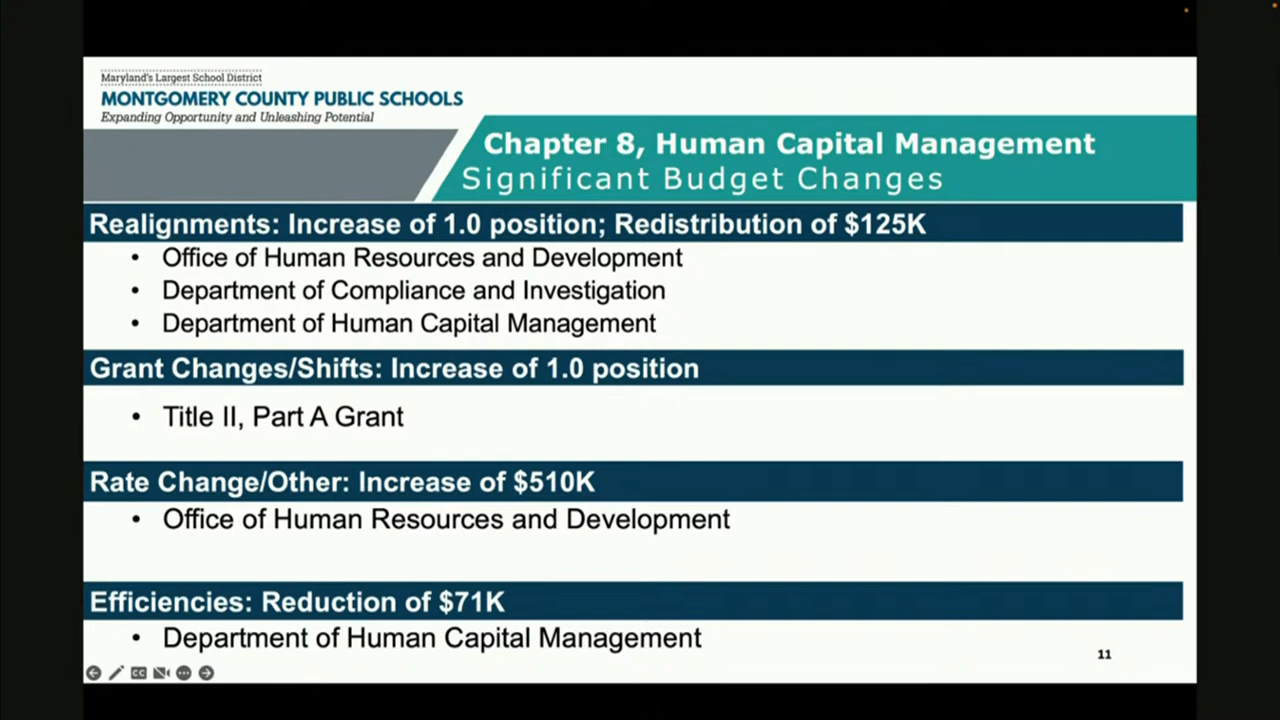 Maryland's Largest School District
MONTGOMERY COUNTY PUBLIC SCHOOLS
Expanding Opportunity and Unleashing Potential
Chapter 8, Human Capital Management
Significant Budget Changes
Realignments: Increase of 1.0 position; Redistribution of $125K
• Office of Human Resources and Development
• Department of Compliance and Investigation
• Department of Human Capital Management
Grant Changes/Shifts: Increase of 1.0 position
• Title II, Part A Grant
Rate Change/Other: Increase of $510K
• Office of Human Resources and Development
Efficiencies: Reduction of $71K
• Department of Human Capital Management
11
CC